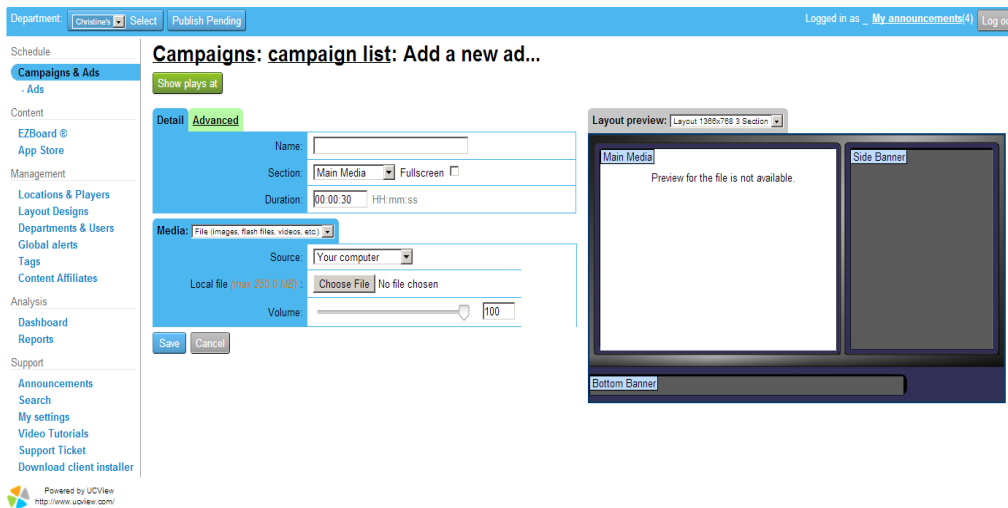 Department: Christine's Select Publish Pending Logged in as _ My announcements(4) Log ou
Schedule
Campaigns & Ads
- Ads
Content
EZBoard ®
App Store
Management
Locations & Players
Layout Designs
Departments & Users
Global alerts
Tags
Content Affiliates
Analysis
Dashboard
Reports
Support
Announcements
Search
My settings
Video Tutorials
Support Ticket
Download client installer
Powered by UCView
http://www.ucview.com/
Campaigns: campaign list: Add a new ad...
Show plays at
Detail Advanced
Name:
Section: Main Media Fullscreen
Duration: 00:00:30 HH:mm:ss
Media: File (images, flash files, videos, etc.)
Source: Your computer
Local file (max 250.0 MB) : Choose File No file chosen
Volume: 100
Save Cancel
Layout preview: Layout 1366x768 3 Section
Main Media
Preview for the file is not available.
Side Banner
Bottom Banner